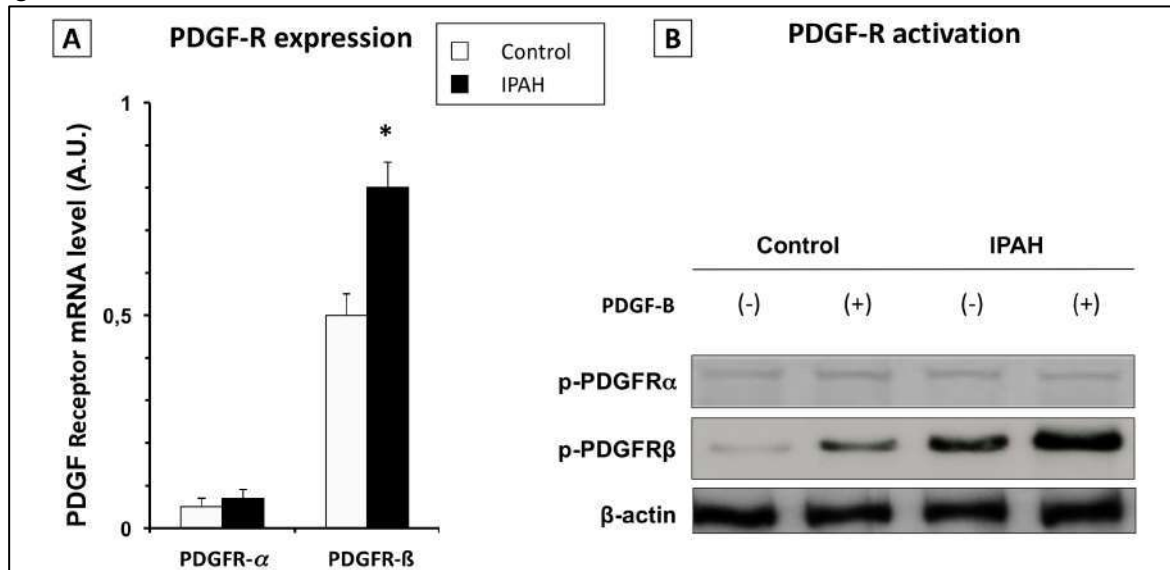 A
PDGF-R expression
Control
IPAH
PDGF Receptor mRNA level (A.U.)
1
*
0,5
0
PDGFR-α
PDGFR-ß
B
PDGF-R activation
Control IPAH
PDGF-B (-) (+) (-) (+)
p-PDGFRα
p-PDGFRβ
β-actin